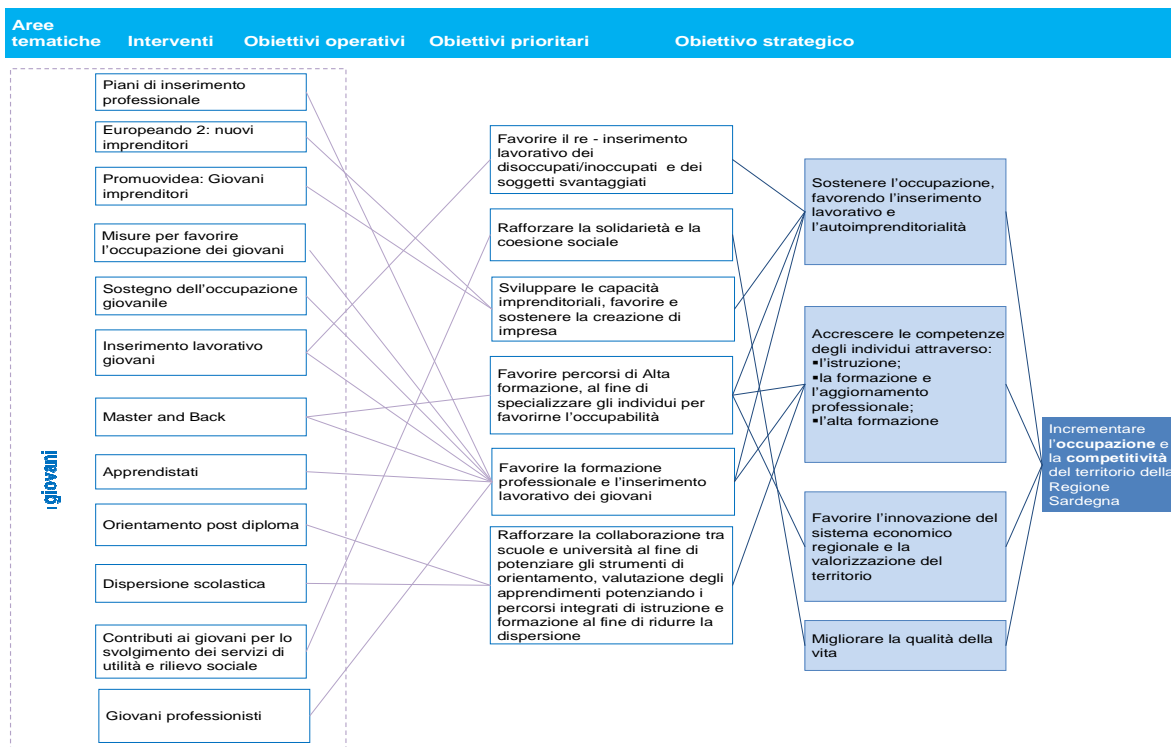 Aree
tematiche Interventi Obiettivi operativi Obiettivi prioritari Obiettivo strategico
i giovani
Piani di inserimento
professionale
Europeando 2: nuovi
imprenditori
Promuovidea: Giovani
imprenditori
Misure per favorire
l'occupazione dei giovani
Sostegno dell'occupazione
giovanile
Inserimento lavorativo
giovani
Master and Back
Apprendistati
Orientamento post diploma
Dispersione scolastica
Contributi ai giovani per lo
svolgimento dei servizi di
utilità e rilievo sociale
Giovani professionisti
Favorire il re - inserimento
lavorativo dei
disoccupati/inoccupati e dei
soggetti svantaggiati
Rafforzare la solidarietà e la
coesione sociale
Sviluppare le capacità
imprenditoriali, favorire e
sostenere la creazione di
impresa
Favorire percorsi di Alta
formazione, al fine di
specializzare gli individui per
favorirne l'occupabilità
Favorire la formazione
professionale e l'inserimento
lavorativo dei giovani
Rafforzare la collaborazione tra
scuole e università al fine di
potenziare gli strumenti di
orientamento, valutazione degli
apprendimenti potenziando i
percorsi integrati di istruzione e
formazione al fine di ridurre la
dispersione
Sostenere l'occupazione,
favorendo l'inserimento
lavorativo e
l'autoimprenditorialità
Accrescere le competenze
degli individui attraverso:
▪l'istruzione;
▪la formazione e
l'aggiornamento
professionale;
▪l'alta formazione
Favorire l'innovazione del
sistema economico
regionale e la
valorizzazione del
territorio
Migliorare la qualità della
vita
Incrementare
l'occupazione e
la competitività
del territorio della
Regione
Sardegna